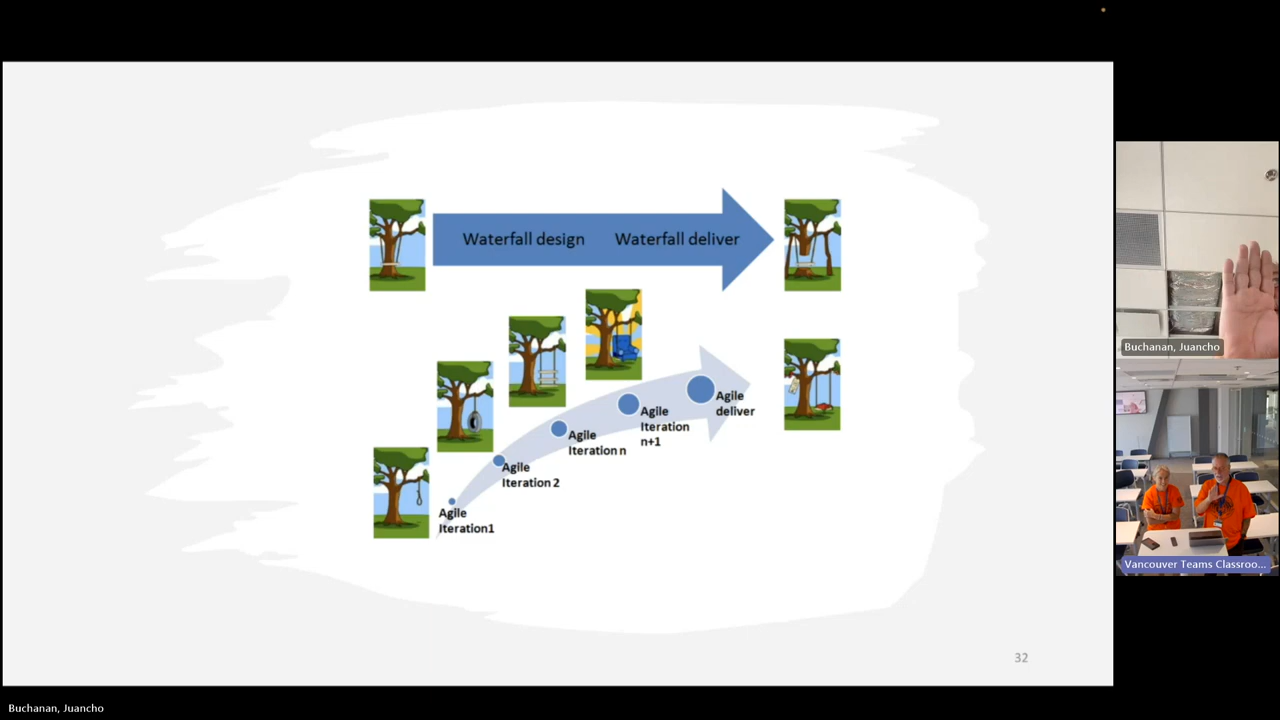 Waterfall design Waterfall deliver
Agile
deliver
Agile
Iteration
n+1
Agile
Iteration n
Agile
Iteration 2
Agile
Iteration1
32
Buchanan, Juancho
Vancouver Teams Classroo...
Buchanan, Juancho